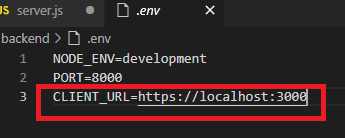 JS server.js ● .env ×
backend > .env
1 NODE_ENV=development
2 PORT=8000
3 CLIENT_URL=https://localhost:3000